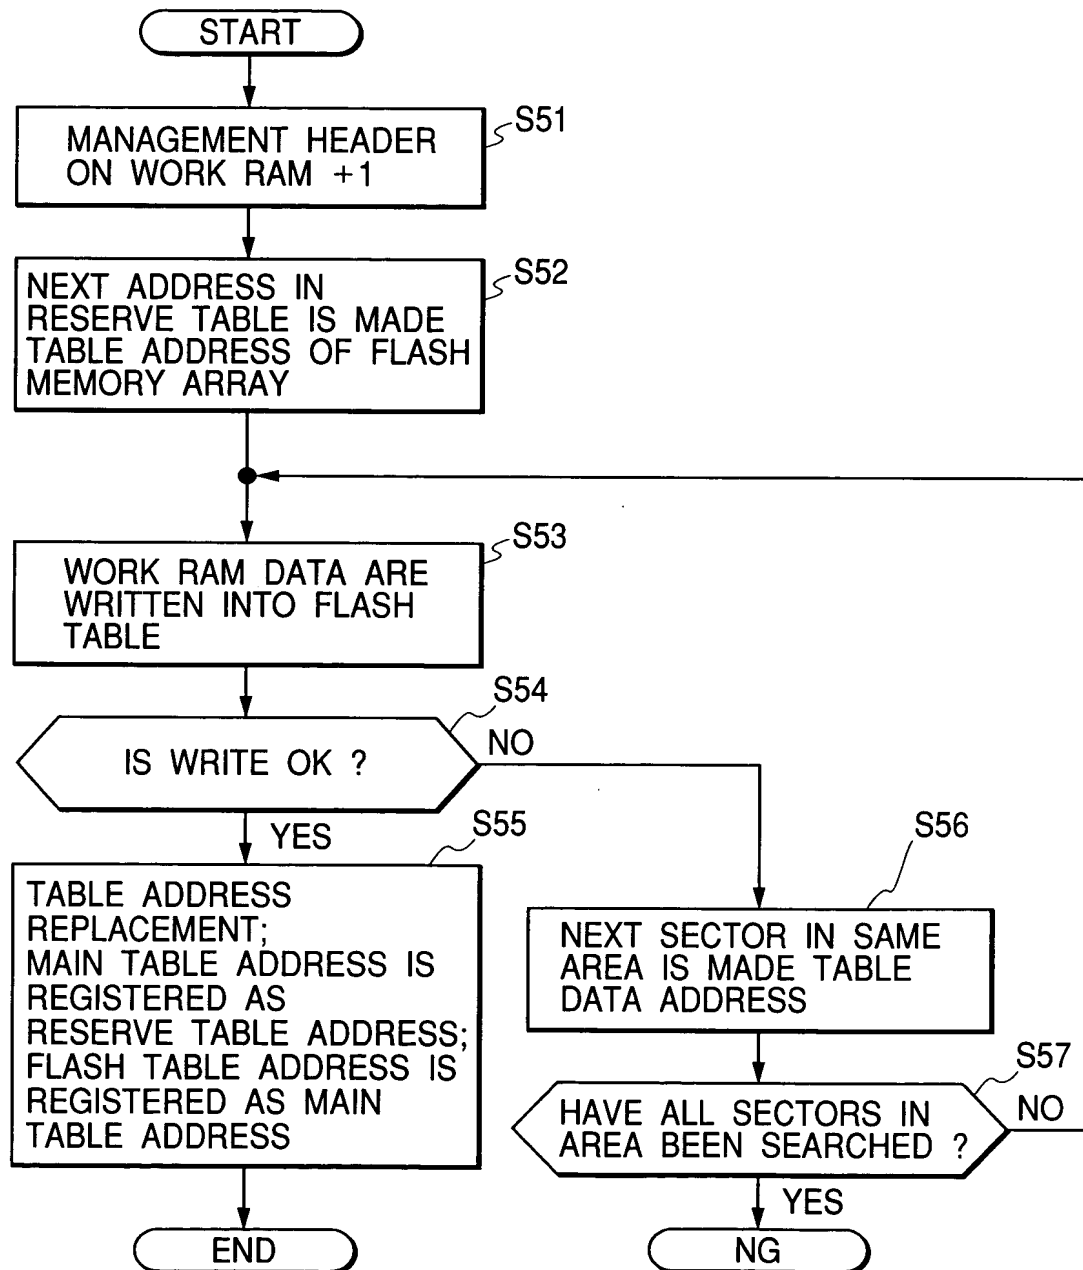 START
S51
MANAGEMENT HEADER
ON WORK RAM +1
S52
NEXT ADDRESS IN
RESERVE TABLE IS MADE
TABLE ADDRESS OF FLASH
MEMORY ARRAY
S53
WORK RAM DATA ARE
WRITTEN INTO FLASH
TABLE
S54
IS WRITE OK ?
NO
YES
S55
TABLE ADDRESS
REPLACEMENT;
MAIN TABLE ADDRESS IS
REGISTERED AS
RESERVE TABLE ADDRESS;
FLASH TABLE ADDRESS IS
REGISTERED AS MAIN
TABLE ADDRESS
END
S56
NEXT SECTOR IN SAME
AREA IS MADE TABLE
DATA ADDRESS
S57
HAVE ALL SECTORS IN
AREA BEEN SEARCHED ?
NO
YES
NG